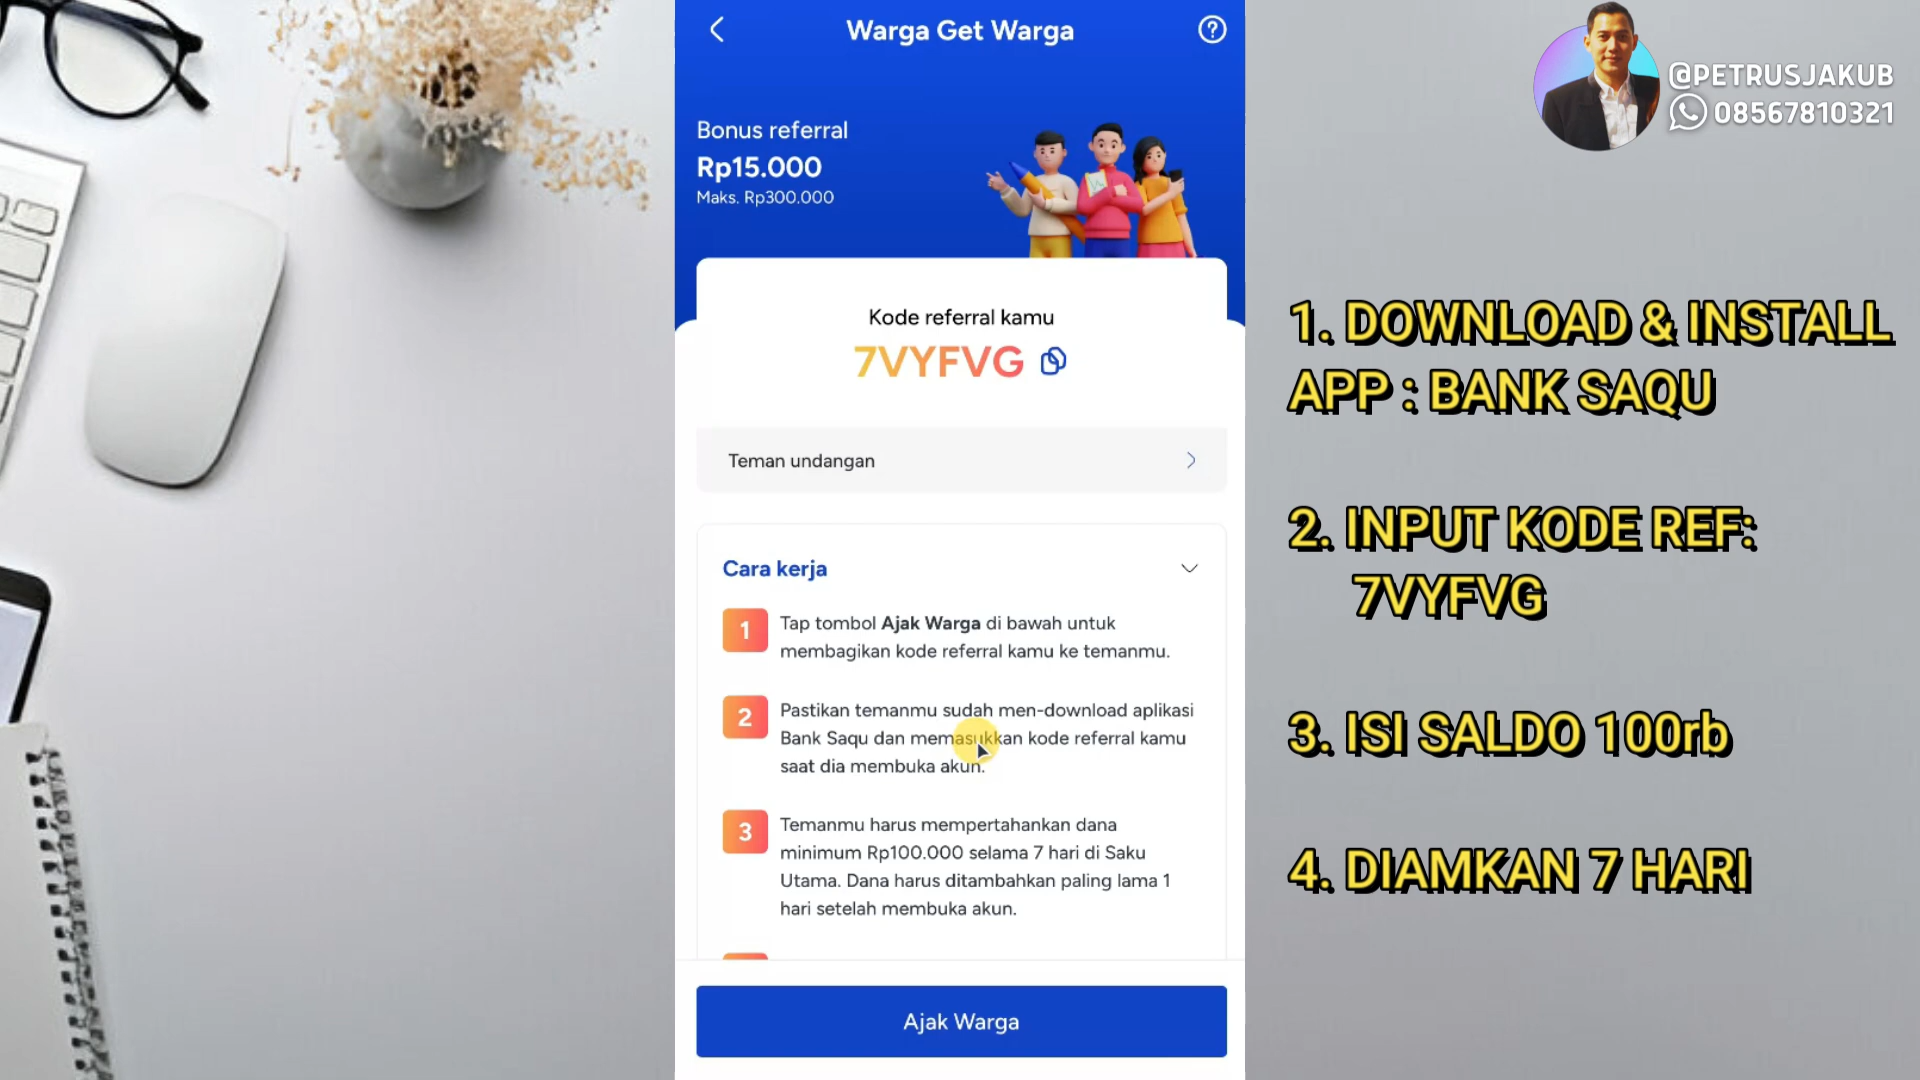 Warga Get Warga
Bonus referral
Rp15.000
Maks. Rp300.000
Kode referral kamu
7VYFVG
Teman undangan
Cara kerja
1
Tap tombol Ajak Warga di bawah untuk
membagikan kode referral kamu ke temanmu.
2
Pastikan temanmu sudah men-download aplikasi
Bank Saqu dan memasukkan kode referral kamu
saat dia membuka akun.
3
Temanmu harus mempertahankan dana
minimum Rp100.000 selama 7 hari di Saku
Utama. Dana harus ditambahkan paling lama 1
hari setelah membuka akun.
Ajak Warga
@PETRUSJAKUB
08567810321
1. DOWNLOAD & INSTALL
APP : BANK SAQU
2. INPUT KODE REF:
7VYFVG
3. ISI SALDO 100rb
4. DIAMKAN 7 HARI